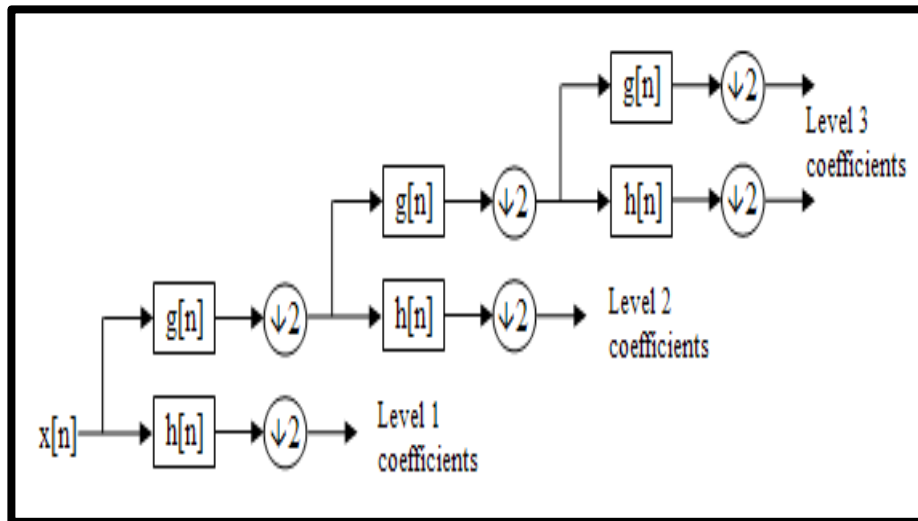 g[n] ↓2
Level 3
coefficients
g[n] ↓2 h[n] ↓2
g[n] ↓2 h[n] ↓2 Level 2
coefficients
x[n] h[n] ↓2 Level 1
coefficients